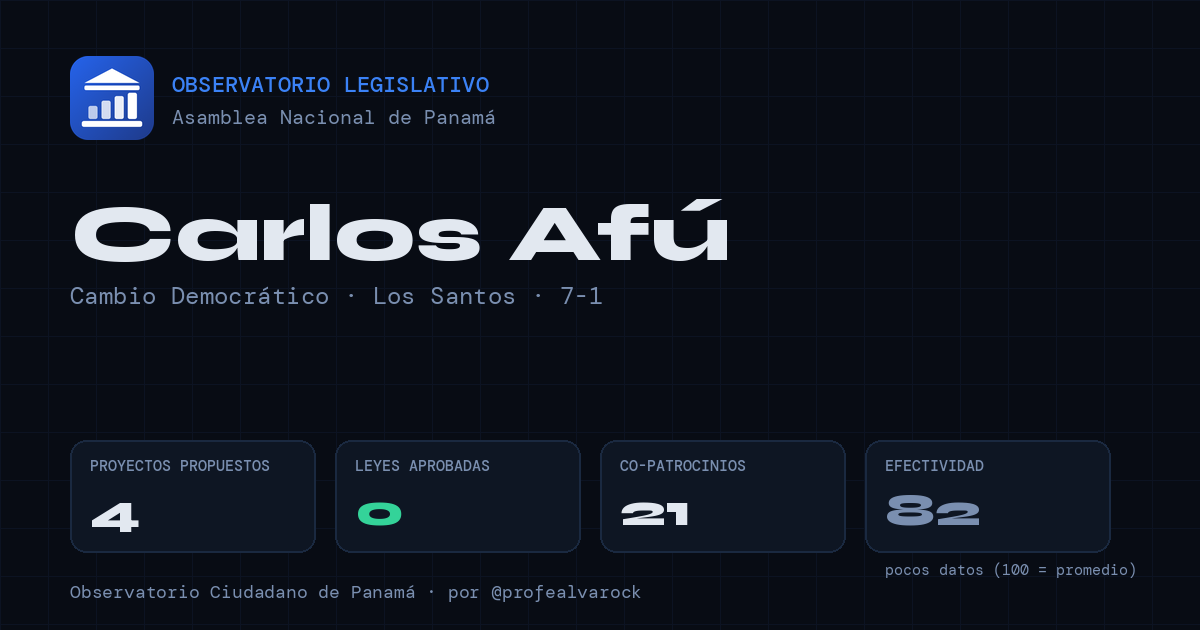 OBSERVATORIO LEGISLATIVO
Asamblea Nacional de Panamá
Carlos Afú
Cambio Democrático · Los Santos · 7-1
PROYECTOS PROPUESTOS
4
LEYES APROBADAS
0
CO-PATROCINIOS
21
EFECTIVIDAD
82
pocos datos (100 = promedio)
Observatorio Ciudadano de Panamá · por @profealvarock